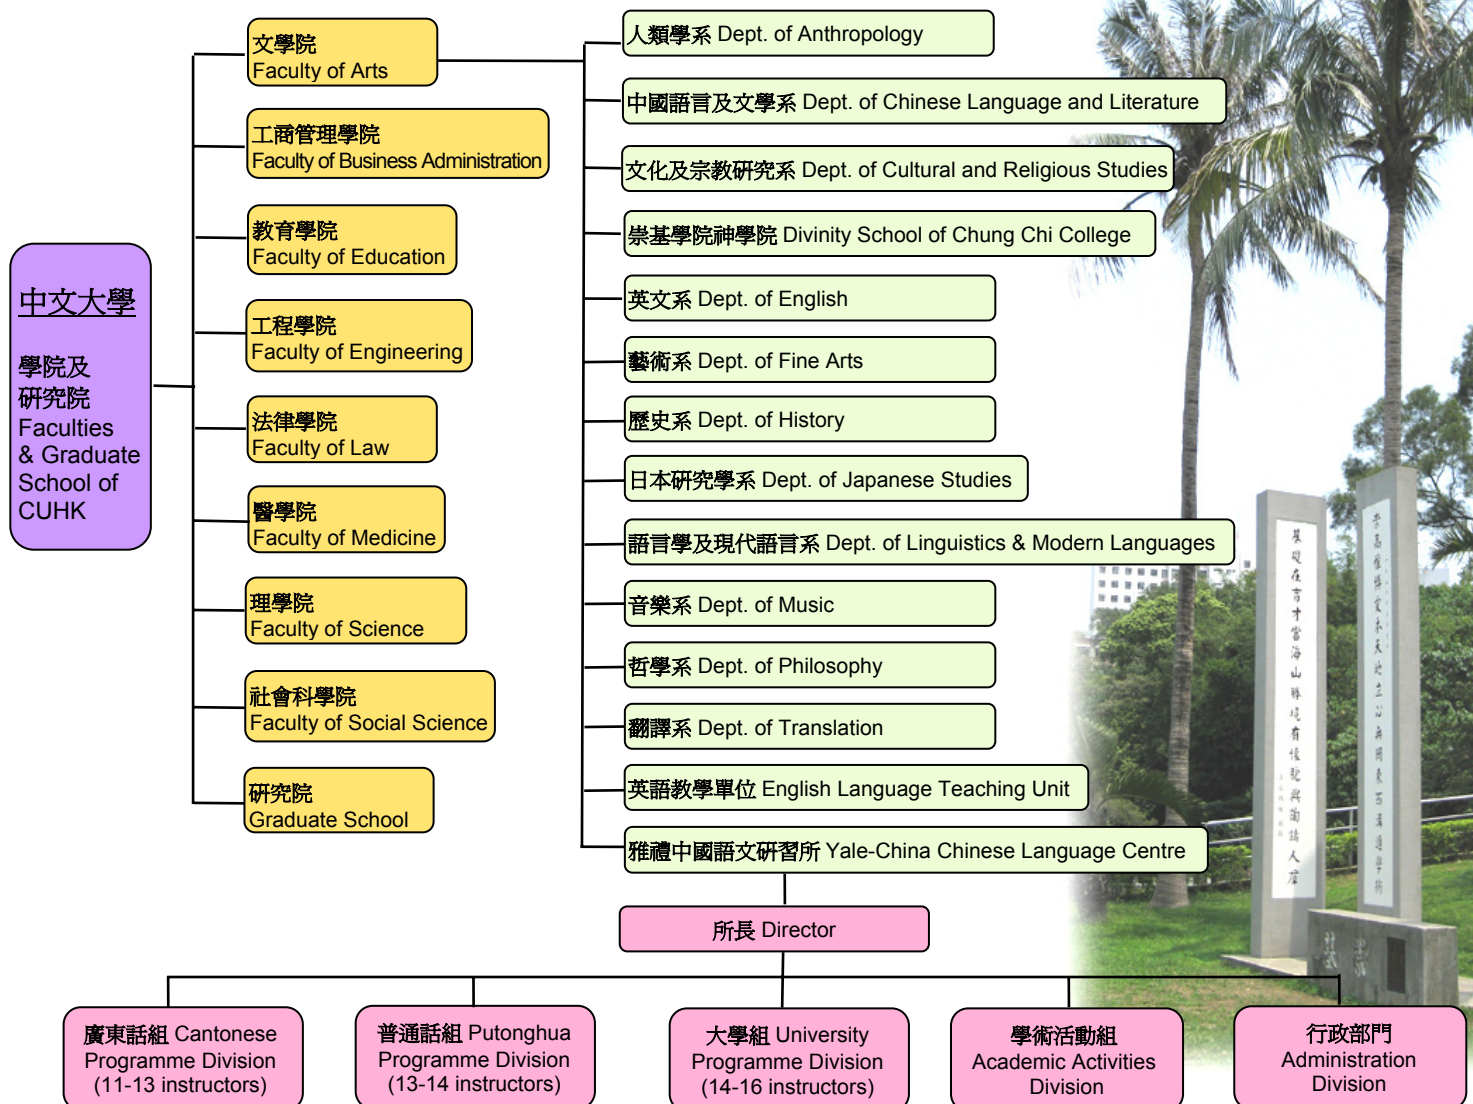 中文大學
學院及
研究院
Faculties
& Graduate
School of
CUHK
文學院
Faculty of Arts
工商管理學院
Faculty of Business Administration
教育學院
Faculty of Education
工程學院
Faculty of Engineering
法律學院
Faculty of Law
醫學院
Faculty of Medicine
理學院
Faculty of Science
社會科學院
Faculty of Social Science
研究院
Graduate School
人類學系 Dept. of Anthropology
中國語言及文學系 Dept. of Chinese Language and Literature
文化及宗教研究系 Dept. of Cultural and Religious Studies
崇基學院神學院 Divinity School of Chung Chi College
英文系 Dept. of English
藝術系 Dept. of Fine Arts
歷史系 Dept. of History
日本研究學系 Dept. of Japanese Studies
語言學及現代語言系 Dept. of Linguistics & Modern Languages
音樂系 Dept. of Music
哲學系 Dept. of Philosophy
翻譯系 Dept. of Translation
英語教學單位 English Language Teaching Unit
雅禮中國語文研習所 Yale-China Chinese Language Centre
所長 Director
廣東話組 Cantonese
Programme Division
(11-13 instructors)
普通話組 Putonghua
Programme Division
(13-14 instructors)
大學組 University
Programme Division
(14-16 instructors)
學術活動組
Academic Activities
Division
行政部門
Administration
Division